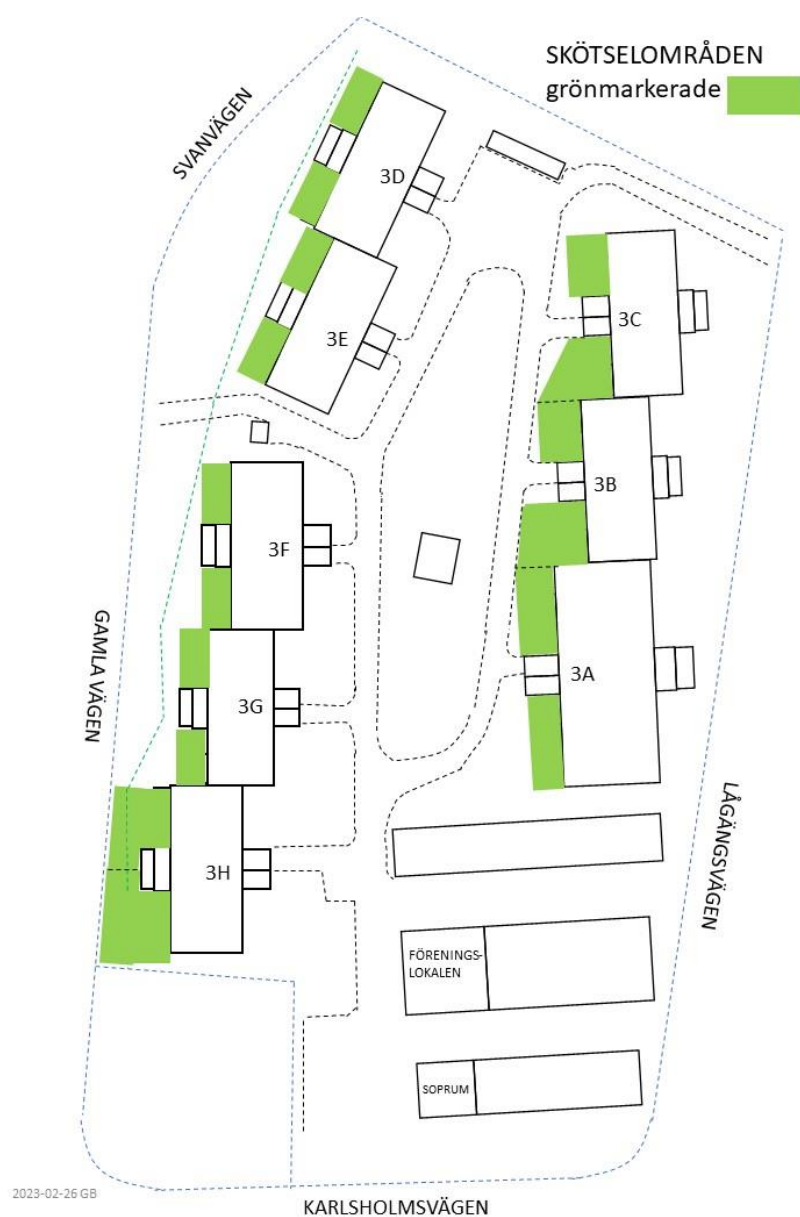 SKÖTSELOMRÅDEN
grönmarkerade
SVANVÄGEN
3D
3E
3C
3B
3F
3A
3G
GAMLA VÄGEN
3H
LÅGÄNGSVÄGEN
FÖRENINGS-
LOKALEN
SOPRUM
2023-02-26 GB
KARLSHOLMSVÄGEN